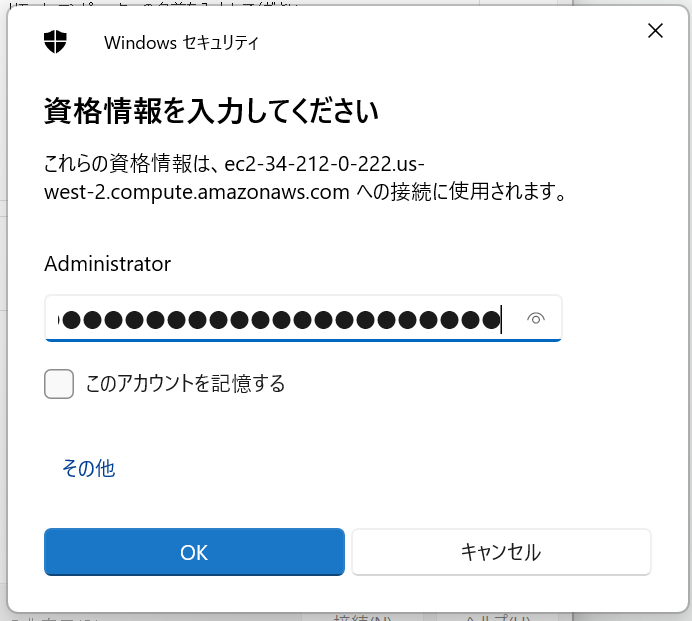 Windows セキュリティ
資格情報を入力してください
これらの資格情報は、ec2-34-212-0-222.us-
west-2.compute.amazonaws.com への接続に使用されます。
Administrator
●●●●●●●●●●●●●●●●●●●●●
このアカウントを記憶する
その他
OK
キャンセル